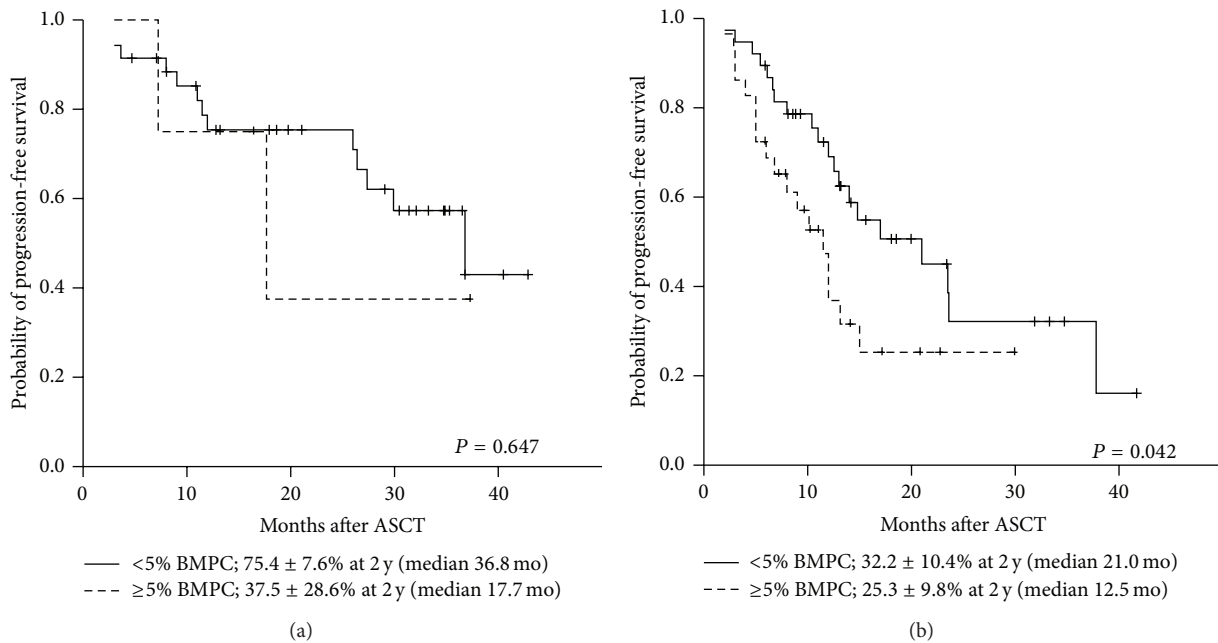 Probability of progression-free survival
1.0
0.8
0.6
0.4
0.2
0.0
P = 0.647
0 10 20 30 40
Months after ASCT
<5% BMPC; 75.4 ± 7.6% at 2 y (median 36.8 mo)
≥5% BMPC; 37.5 ± 28.6% at 2 y (median 17.7 mo)
(a)
Probability of progression-free survival
1.0
0.8
0.6
0.4
0.2
0.0
P = 0.042
0 10 20 30 40 50
Months after ASCT
<5% BMPC; 32.2 ± 10.4% at 2 y (median 21.0 mo)
≥5% BMPC; 25.3 ± 9.8% at 2 y (median 12.5 mo)
(b)